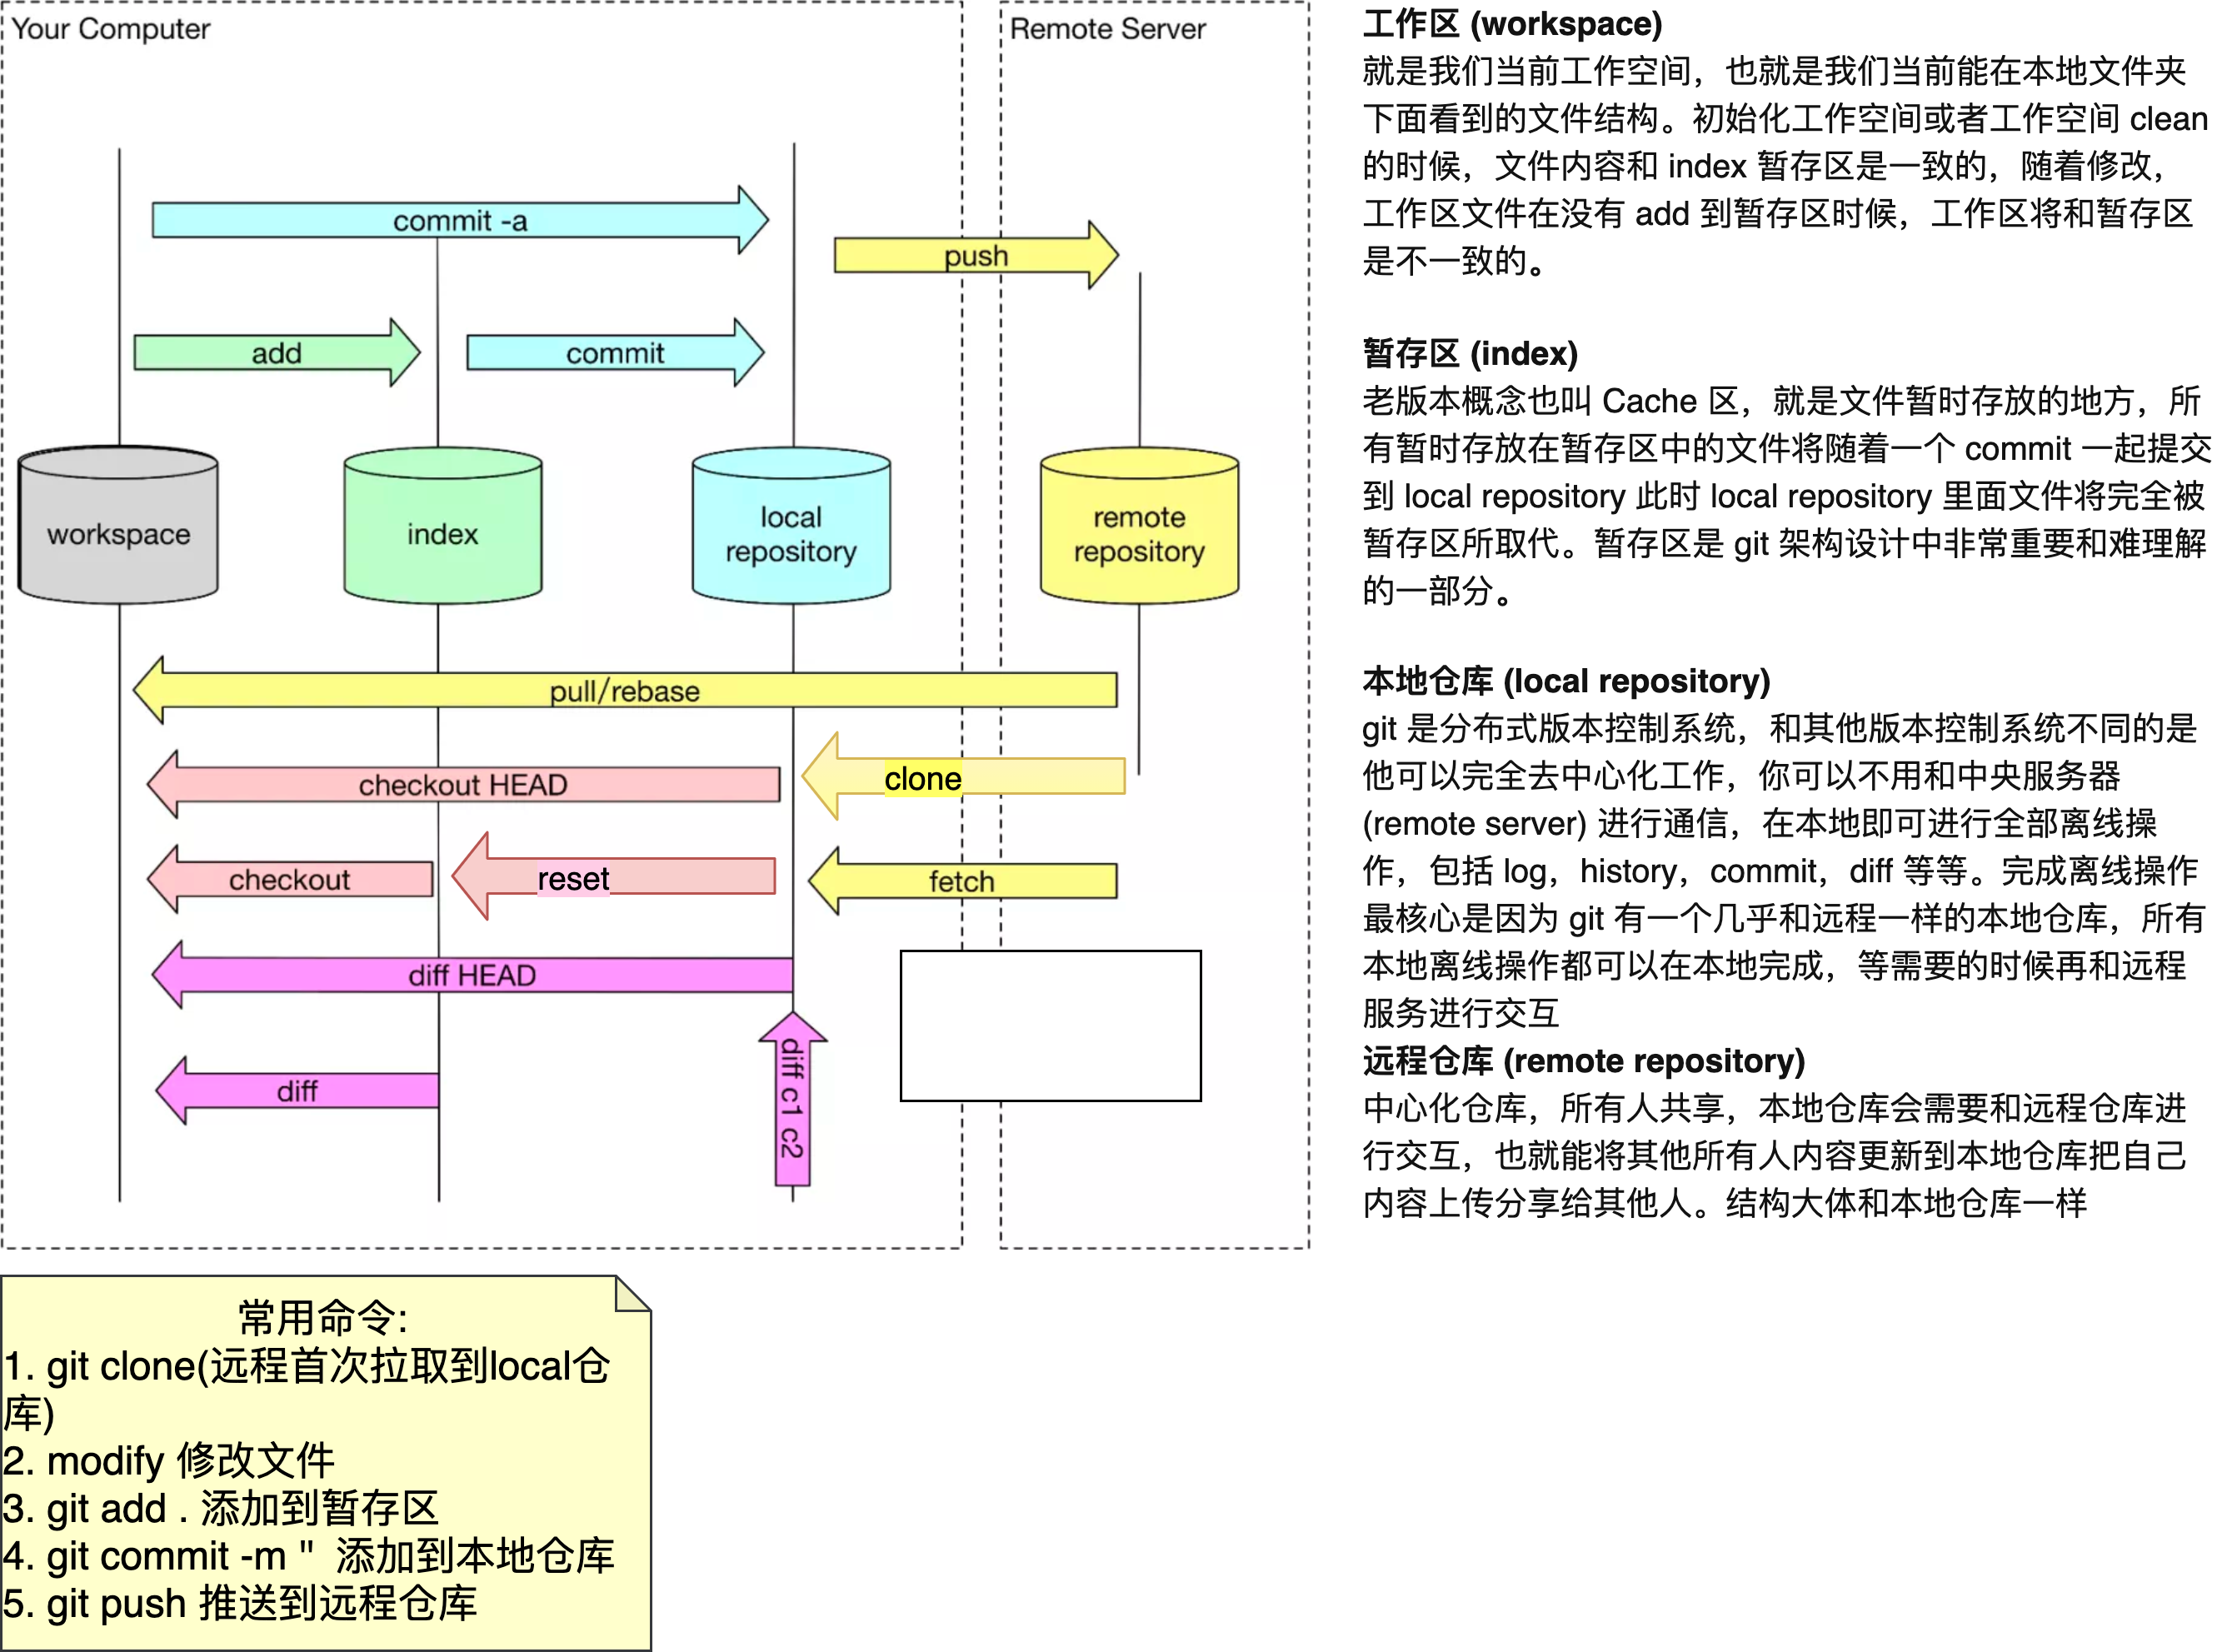 Your Computer
Remote Server
commit -a
push
add
commit
workspace
index
local
repository
remote
repository
pull/rebase
checkout HEAD
clone
checkout
reset
fetch
diff HEAD
diff
diff c1 c2
工作区 (workspace)
就是我们当前工作空间，也就是我们当前能在本地文件夹
下面看到的文件结构。初始化工作空间或者工作空间 clean
的时候，文件内容和 index 暂存区是一致的，随着修改，
工作区文件在没有 add 到暂存区时候，工作区将和暂存区
是不一致的。
暂存区 (index)
老版本概念也叫 Cache 区，就是文件暂时存放的地方，所
有暂时存放在暂存区中的文件将随着一个 commit 一起提交
到 local repository 此时 local repository 里面文件将完全被
暂存区所取代。暂存区是 git 架构设计中非常重要和难理解
的一部分。
本地仓库 (local repository)
git 是分布式版本控制系统，和其他版本控制系统不同的是
他可以完全去中心化工作，你可以不用和中央服务器
(remote server) 进行通信，在本地即可进行全部离线操
作，包括 log，history，commit，diff 等等。完成离线操作
最核心是因为 git 有一个几乎和远程一样的本地仓库，所有
本地离线操作都可以在本地完成，等需要的时候再和远程
服务进行交互
远程仓库 (remote repository)
中心化仓库，所有人共享，本地仓库会需要和远程仓库进
行交互，也就能将其他所有人内容更新到本地仓库把自己
内容上传分享给其他人。结构大体和本地仓库一样
常用命令:
1. git clone(远程首次拉取到local仓
库)
2. modify 修改文件
3. git add . 添加到暂存区
4. git commit -m " 添加到本地仓库
5. git push 推送到远程仓库